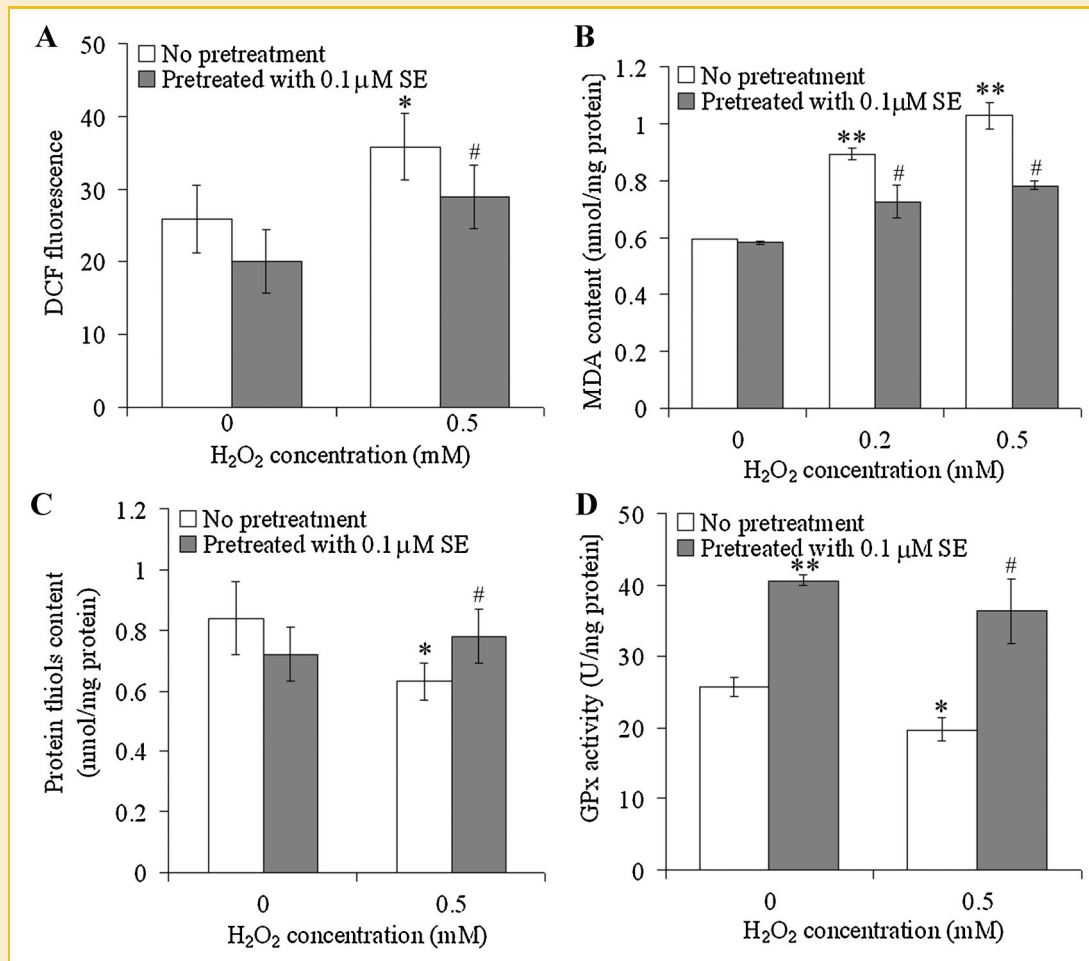 A
50
40
30
20
10
0
DCF fluorescence
No pretreatment
Pretreated with 0.1 μM SE
*
#
0
0.5
H₂O₂ concentration (mM)
B
1.2
1
0.8
0.6
0.4
0.2
0
MDA content (nmol/mg protein)
No pretreatment
Pretreated with 0.1μM SE
**
#
**
#
0
0.2
0.5
H₂O₂ concentration (mM)
C
1.2
1
0.8
0.6
0.4
0.2
0
Protein thiols content
(nmol/mg protein)
No pretreatment
Pretreated with 0.1 μM SE
*
#
0
0.5
H₂O₂ concentration (mM)
D
50
40
30
20
10
0
GPx activity (U/mg protein)
No pretreatment
Pretreated with 0.1 μM SE
**
*
#
0
0.5
H₂O₂ concentration (mM)